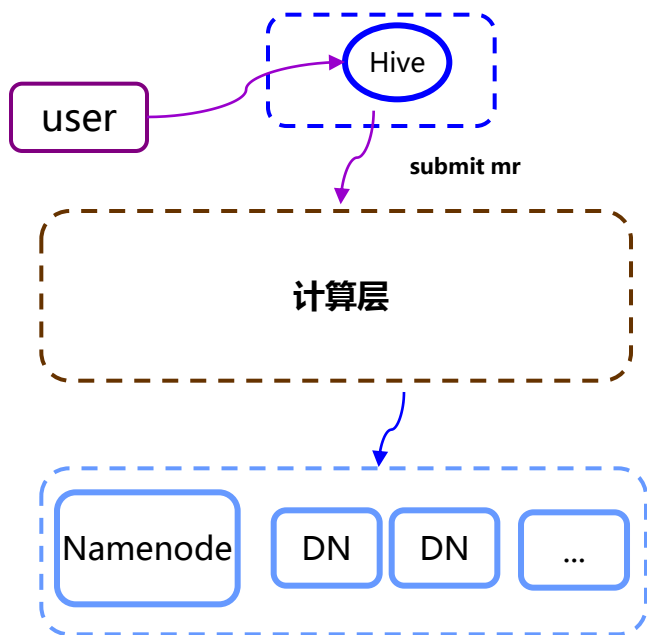 Hive
user
submit mr
计算层
Namenode
DN
DN
...